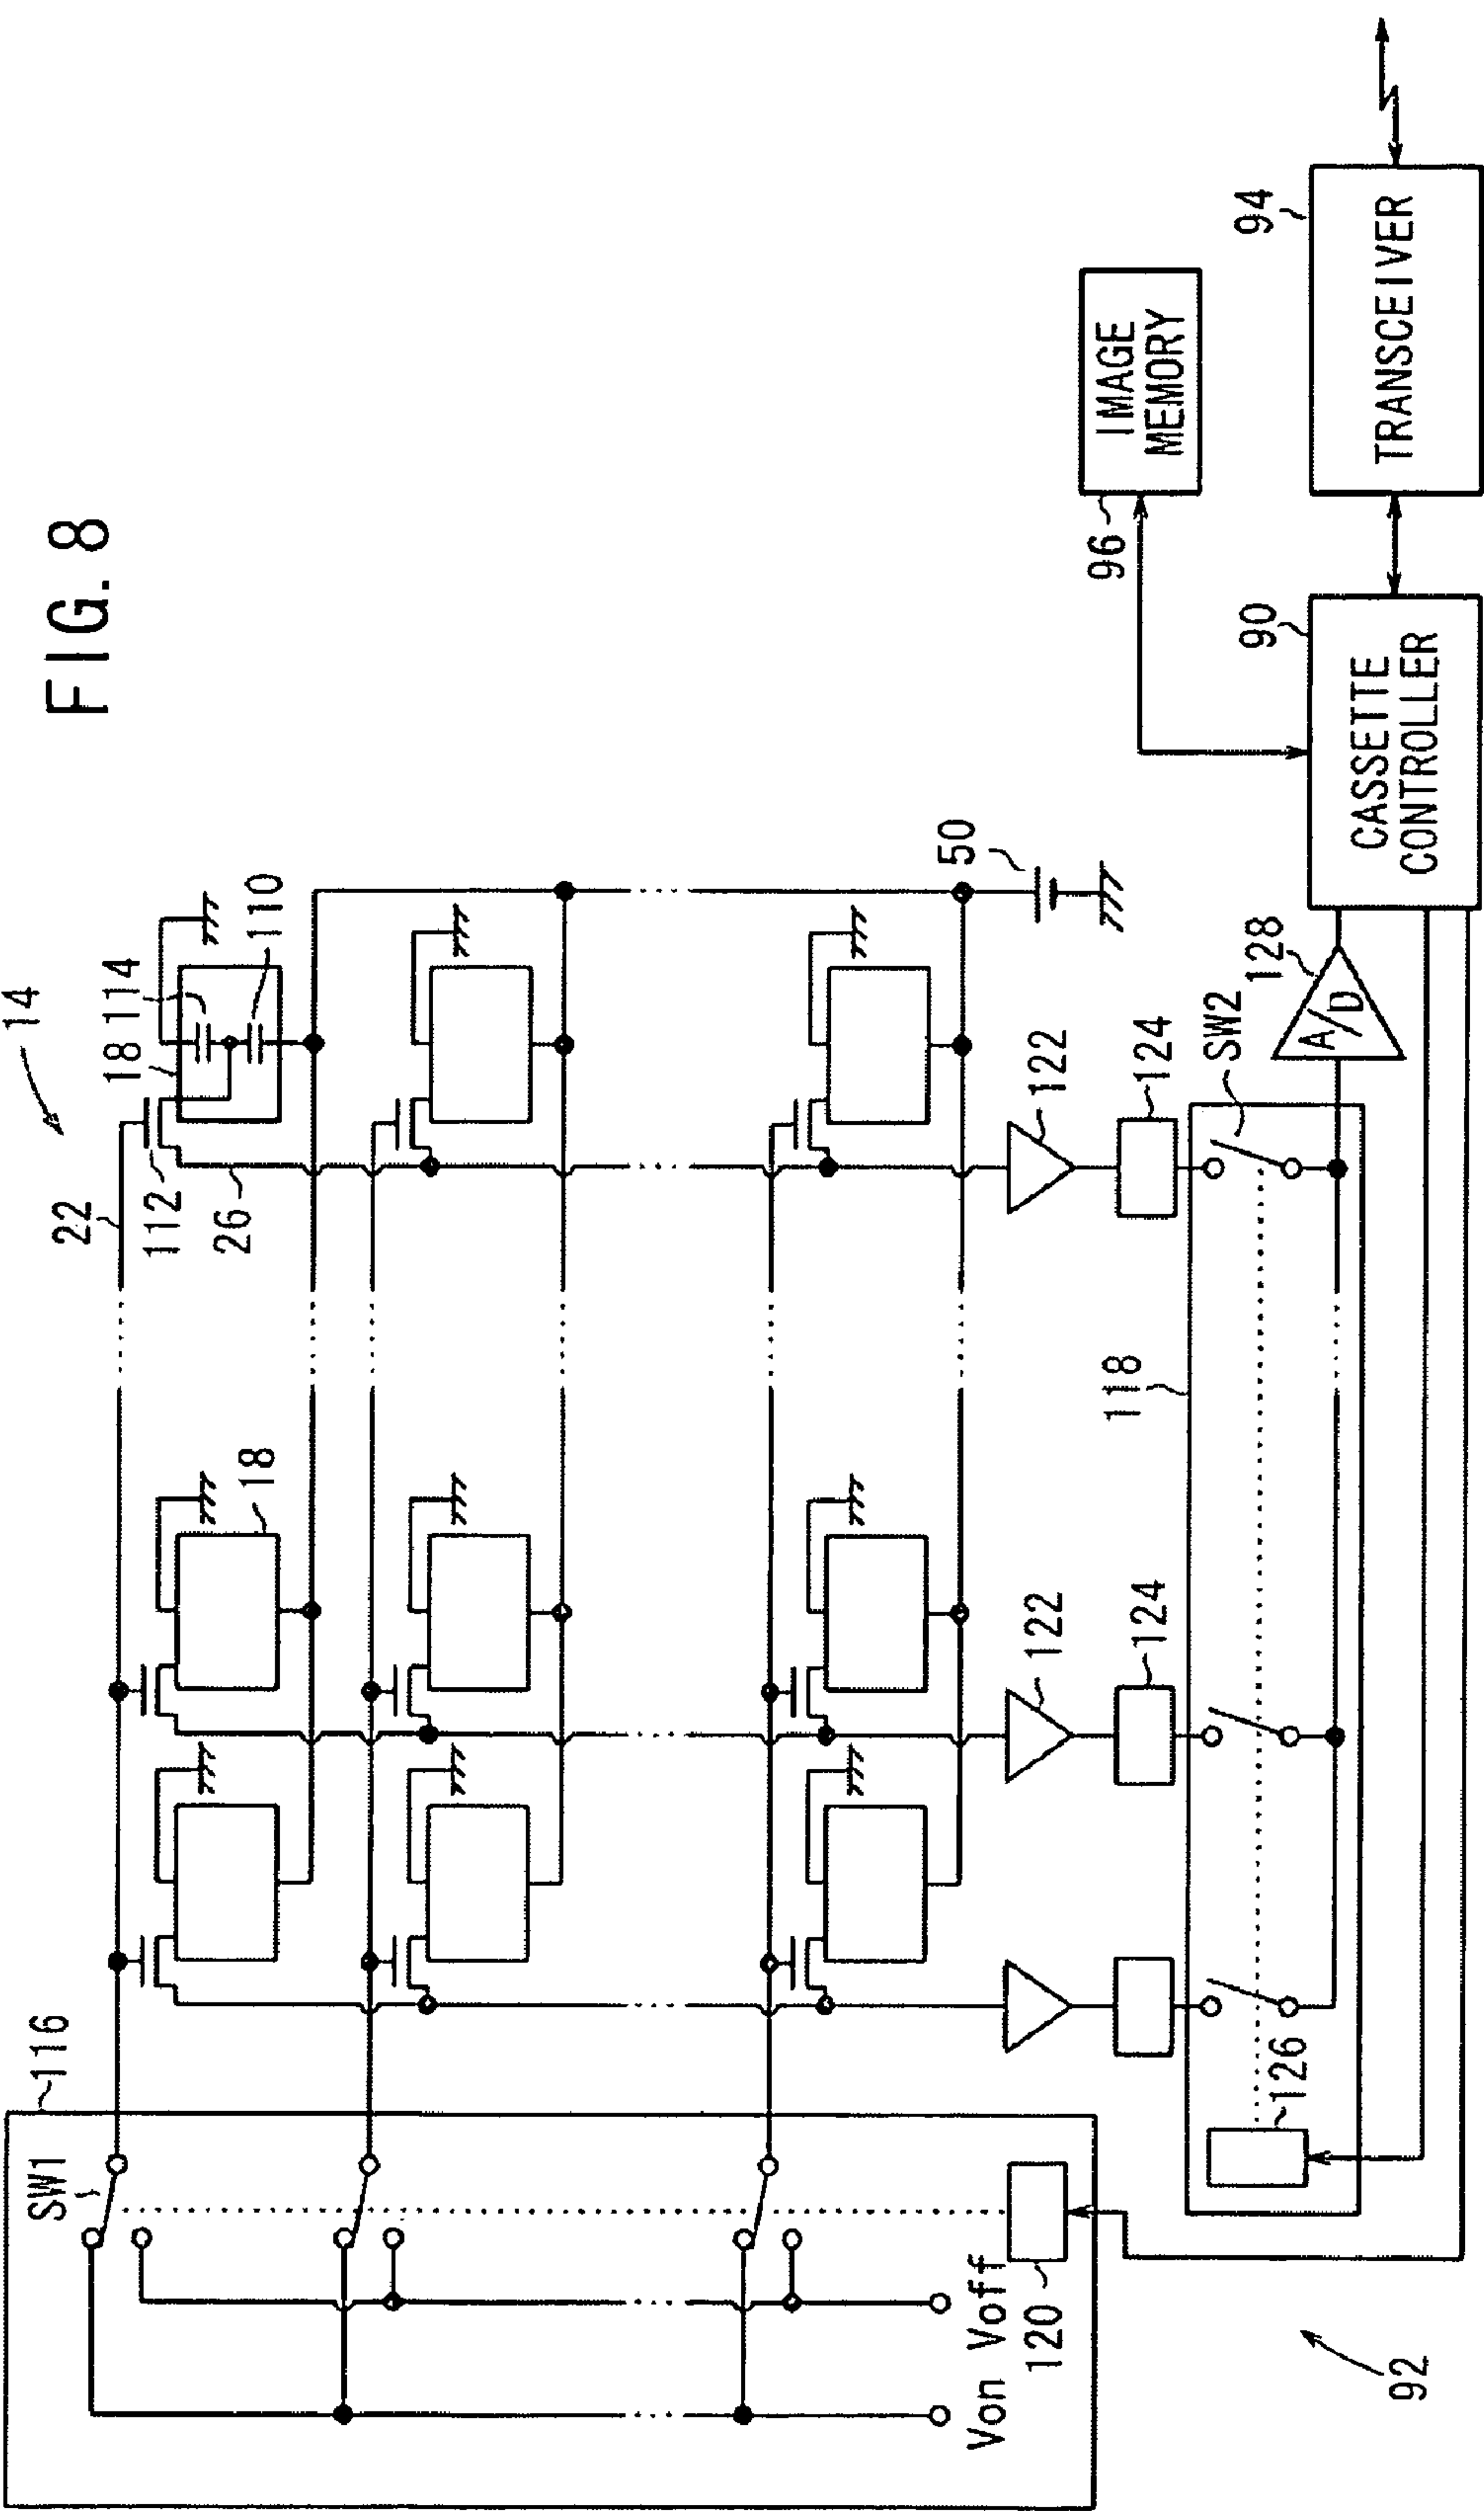 FIG. 8
14
18
114
110
22
112
26
18
50
116
SW1
Von
Voff
120
122
122
124
124
118
SW2
126
128
A/D
92
90
CASSETTE
CONTROLLER
96
IMAGE
MEMORY
94
TRANSCEIVER